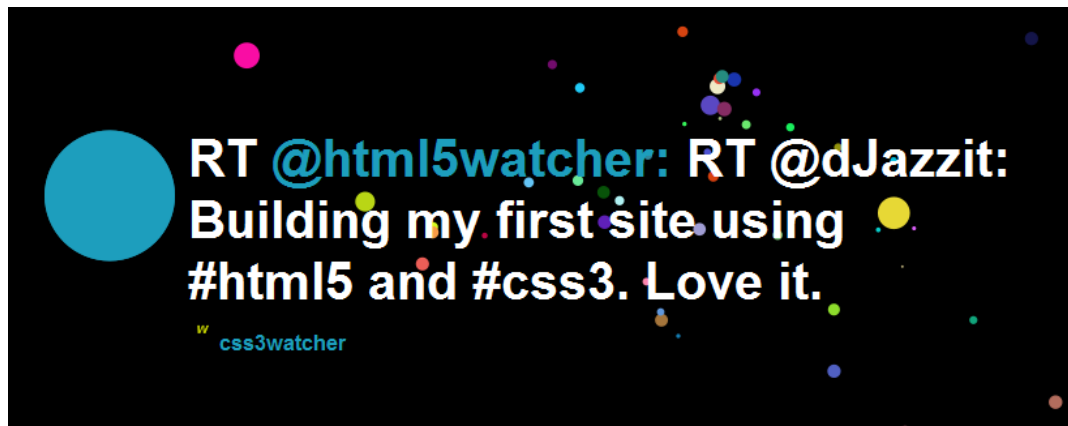 RT @html5watcher: RT @dJazzit:
Building my first site using
#html5 and #css3. Love it.
w
css3watcher